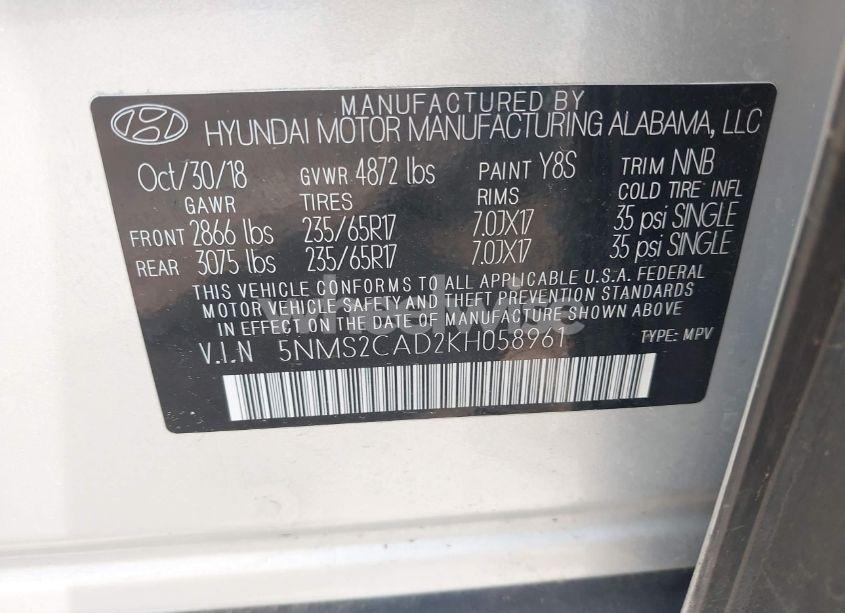 MANUFACTURED BY
HYUNDAI MOTOR MANUFACTURING ALABAMA, LLC
Oct/30/18 GVWR 4872 lbs PAINT Y8S TRIM NNB
GAWR TIRES RIMS COLD TIRE INFL
FRONT 2866 lbs 235/65R17 7.0JX17 35 psi SINGLE
REAR 3075 lbs 235/65R17 7.0JX17 35 psi SINGLE
THIS VEHICLE CONFORMS TO ALL APPLICABLE U.S.A. FEDERAL
MOTOR VEHICLE SAFETY AND THEFT PREVENTION STANDARDS
IN EFFECT ON THE DATE OF MANUFACTURE SHOWN ABOVE
wheelwise
V.I.N 5NMS2CAD2KH058961 TYPE: MPV